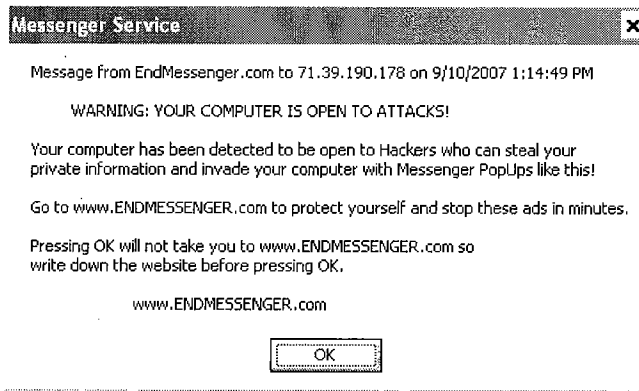 Messenger Service
Message from EndMessenger.com to 71.39.190.178 on 9/10/2007 1:14:49 PM
WARNING: YOUR COMPUTER IS OPEN TO ATTACKS!
Your computer has been detected to be open to Hackers who can steal your
private information and invade your computer with Messenger PopUps like this!
Go to www.ENDMESSENGER.com to protect yourself and stop these ads in minutes.
Pressing OK will not take you to www.ENDMESSENGER.com so
write down the website before pressing OK.
www.ENDMESSENGER.com
OK